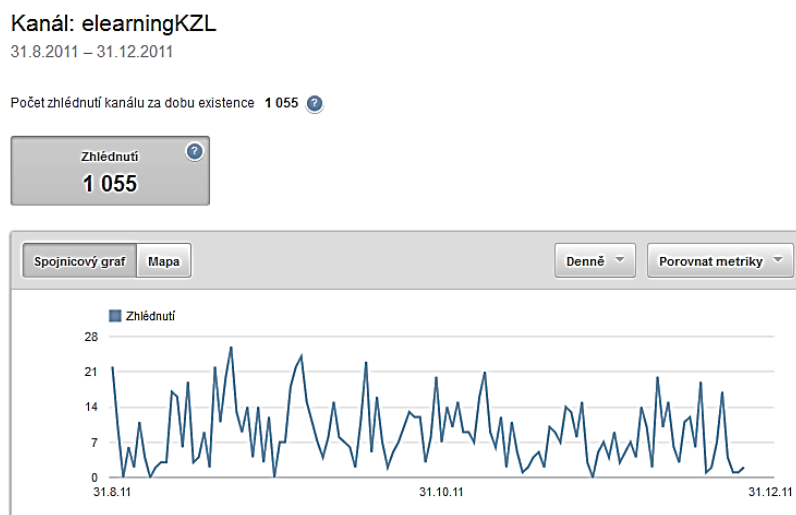 Kanál: elearningKZL
31.8.2011 – 31.12.2011
Počet zhlédnutí kanálu za dobu existence 1 055 ?
Zhlédnutí ?
1 055
Spojnicový graf Mapa Denně Porovnat metriky
Zhlédnutí
28
21
14
7
0
31.8.11 31.10.11 31.12.11